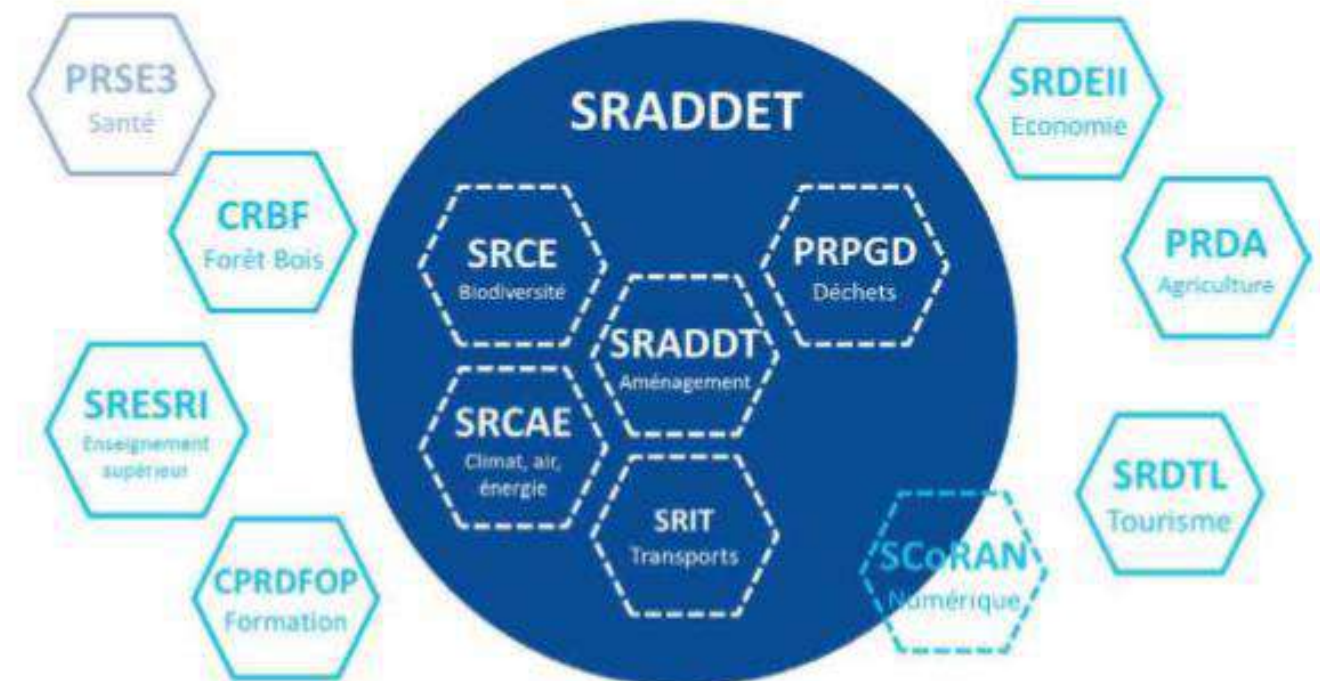 PRSE3
Santé
CRBF
Forêt Bois
SRESRI
Enseignement
supérieur
CPRDFOP
Formation
SRADDET
SRCE
Biodiversité
PRPGD
Déchets
SRADDT
Aménagement
SRCAE
Climat, air,
énergie
SRIT
Transports
SCoRAN
Numérique
SRDEII
Economie
PRDA
Agriculture
SRDTL
Tourisme